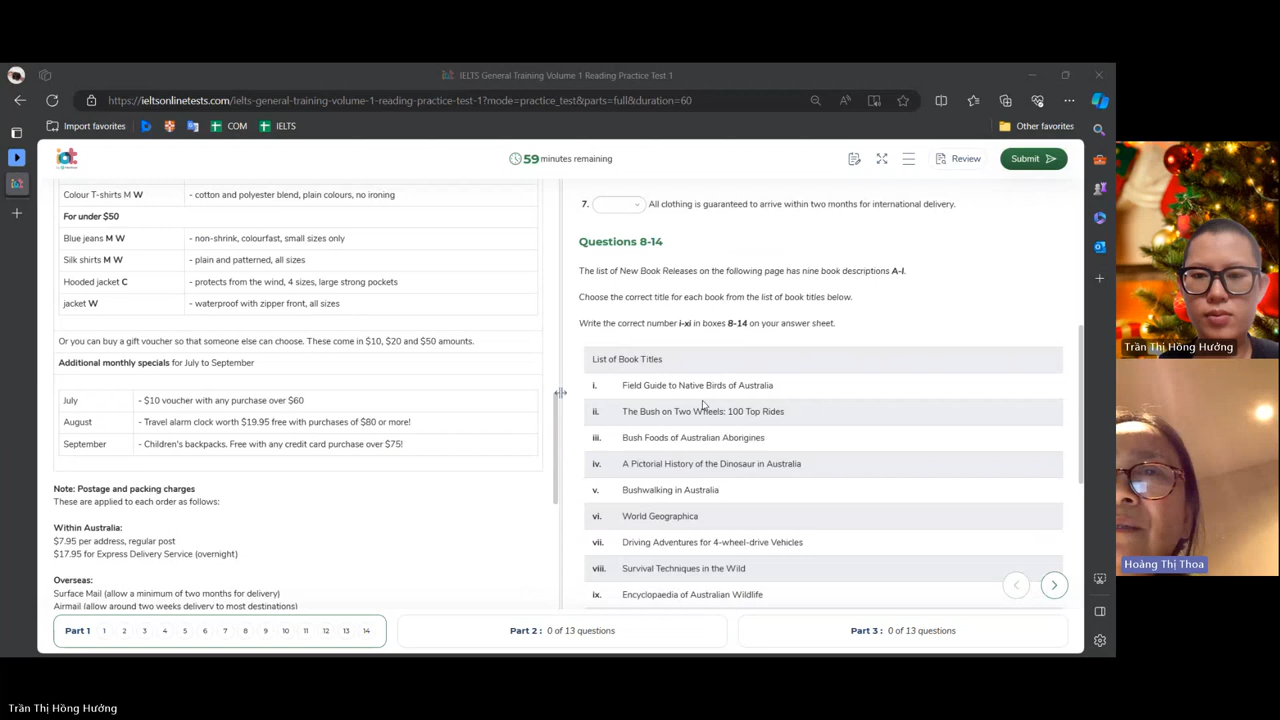 IELTS General Training Volume 1 Reading Practice Test 1
https://ieltsonlinetests.com/ielts-general-training-volume-1-reading-practice-test-1?mode=practice_test&parts=full&duration=60
Import favorites
COM
IELTS
Other favorites
iot
59 minutes remaining
Review
Submit
Colour T-shirts M W - cotton and polyester blend, plain colours, no ironing
For under $50
Blue jeans M W - non-shrink, colourfast, small sizes only
Silk shirts M W - plain and patterned, all sizes
Hooded jacket C - protects from the wind, 4 sizes, large strong pockets
jacket W - waterproof with zipper front, all sizes
Or you can buy a gift voucher so that someone else can choose. These come in $10, $20 and $50 amounts.
Additional monthly specials for July to September
July - $10 voucher with any purchase over $60
August - Travel alarm clock worth $19.95 free with purchases of $80 or more!
September - Children's backpacks. Free with any credit card purchase over $75!
Note: Postage and packing charges
These are applied to each order as follows:
Within Australia:
$7.95 per address, regular post
$17.95 for Express Delivery Service (overnight)
Overseas:
Surface Mail (allow a minimum of two months for delivery)
Airmail (allow around two weeks delivery to most destinations)
7. All clothing is guaranteed to arrive within two months for international delivery.
Questions 8-14
The list of New Book Releases on the following page has nine book descriptions A-I.
Choose the correct title for each book from the list of book titles below.
Write the correct number i-xi in boxes 8-14 on your answer sheet.
List of Book Titles
i. Field Guide to Native Birds of Australia
ii. The Bush on Two Wheels: 100 Top Rides
iii. Bush Foods of Australian Aborigines
iv. A Pictorial History of the Dinosaur in Australia
v. Bushwalking in Australia
vi. World Geographica
vii. Driving Adventures for 4-wheel-drive Vehicles
viii. Survival Techniques in the Wild
ix. Encyclopaedia of Australian Wildlife
Part 1 1 2 3 4 5 6 7 8 9 10 11 12 13 14
Part 2 : 0 of 13 questions
Part 3 : 0 of 13 questions
Trần Thị Hồng Hưởng
Hoàng Thị Thoa
Trần Thị Hồng Hưởng